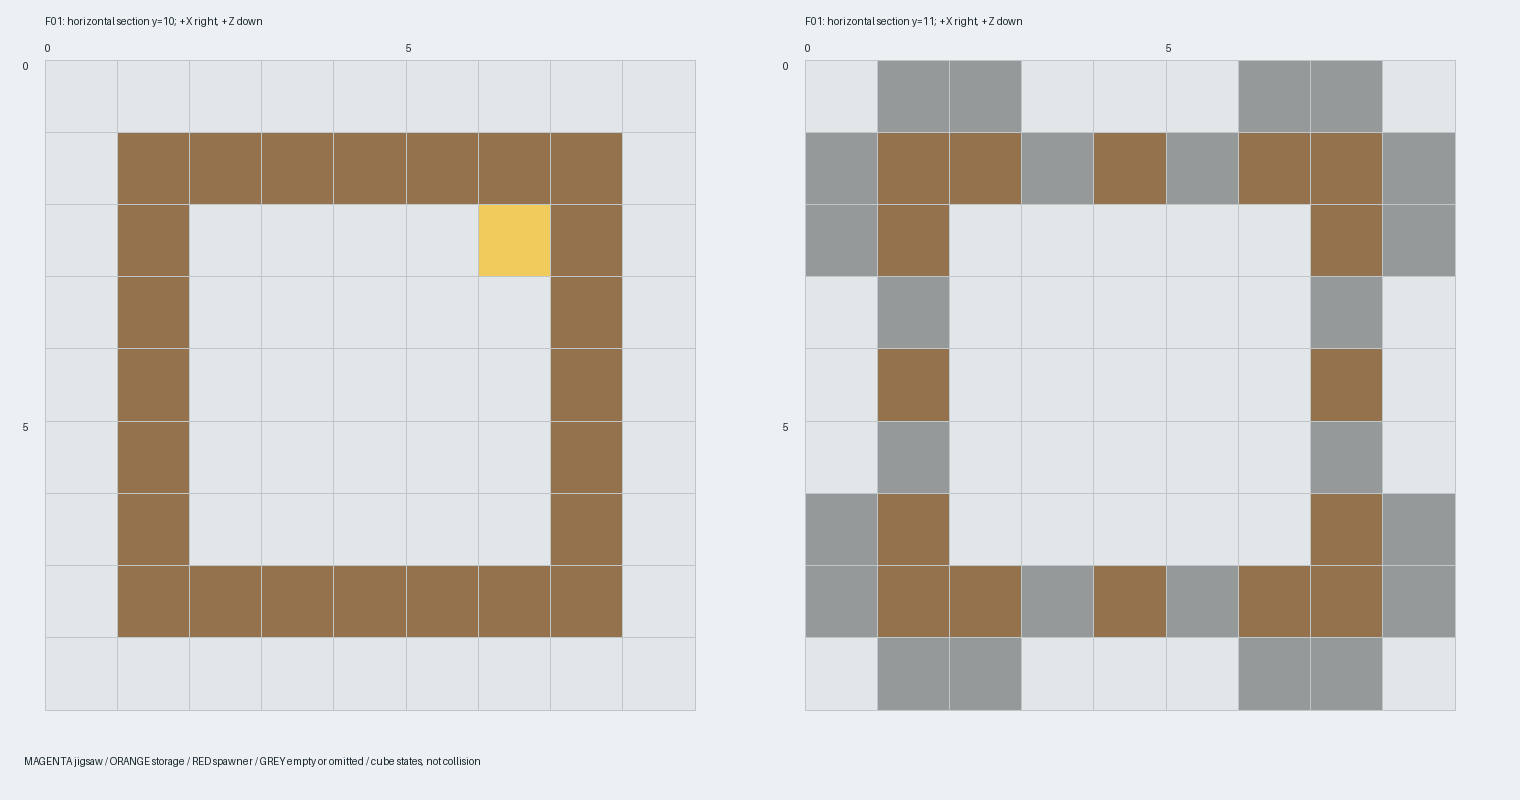 F01: horizontal section y=10; +X right, +Z down
F01: horizontal section y=11; +X right, +Z down
0 5
0 5
0
0
5
5
MAGENTA jigsaw / ORANGE storage / RED spawner / GREY empty or omitted / cube states, not collision